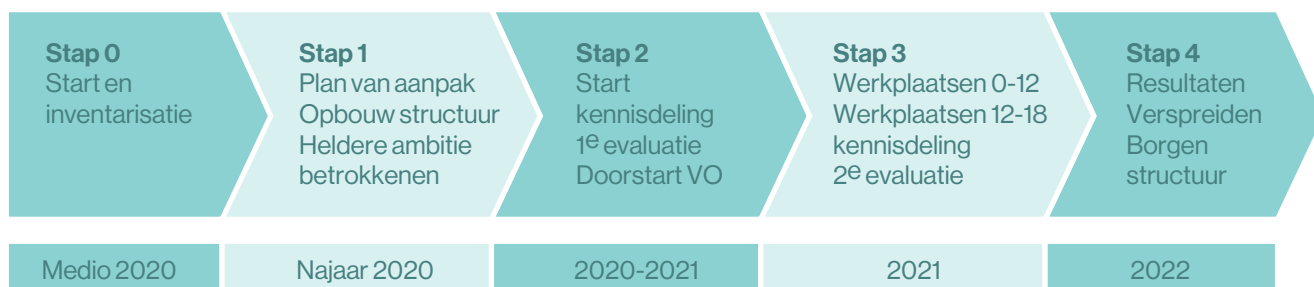 Stap 0
Start en
inventarisatie
Stap 1
Plan van aanpak
Opbouw structuur
Heldere ambitie
betrokkenen
Stap 2
Start
kennisdeling
1e evaluatie
Doorstart VO
Stap 3
Werkplaatsen 0-12
Werkplaatsen 12-18
kennisdeling
2e evaluatie
Stap 4
Resultaten
Verspreiden
Borgen
structuur
Medio 2020
Najaar 2020
2020-2021
2021
2022